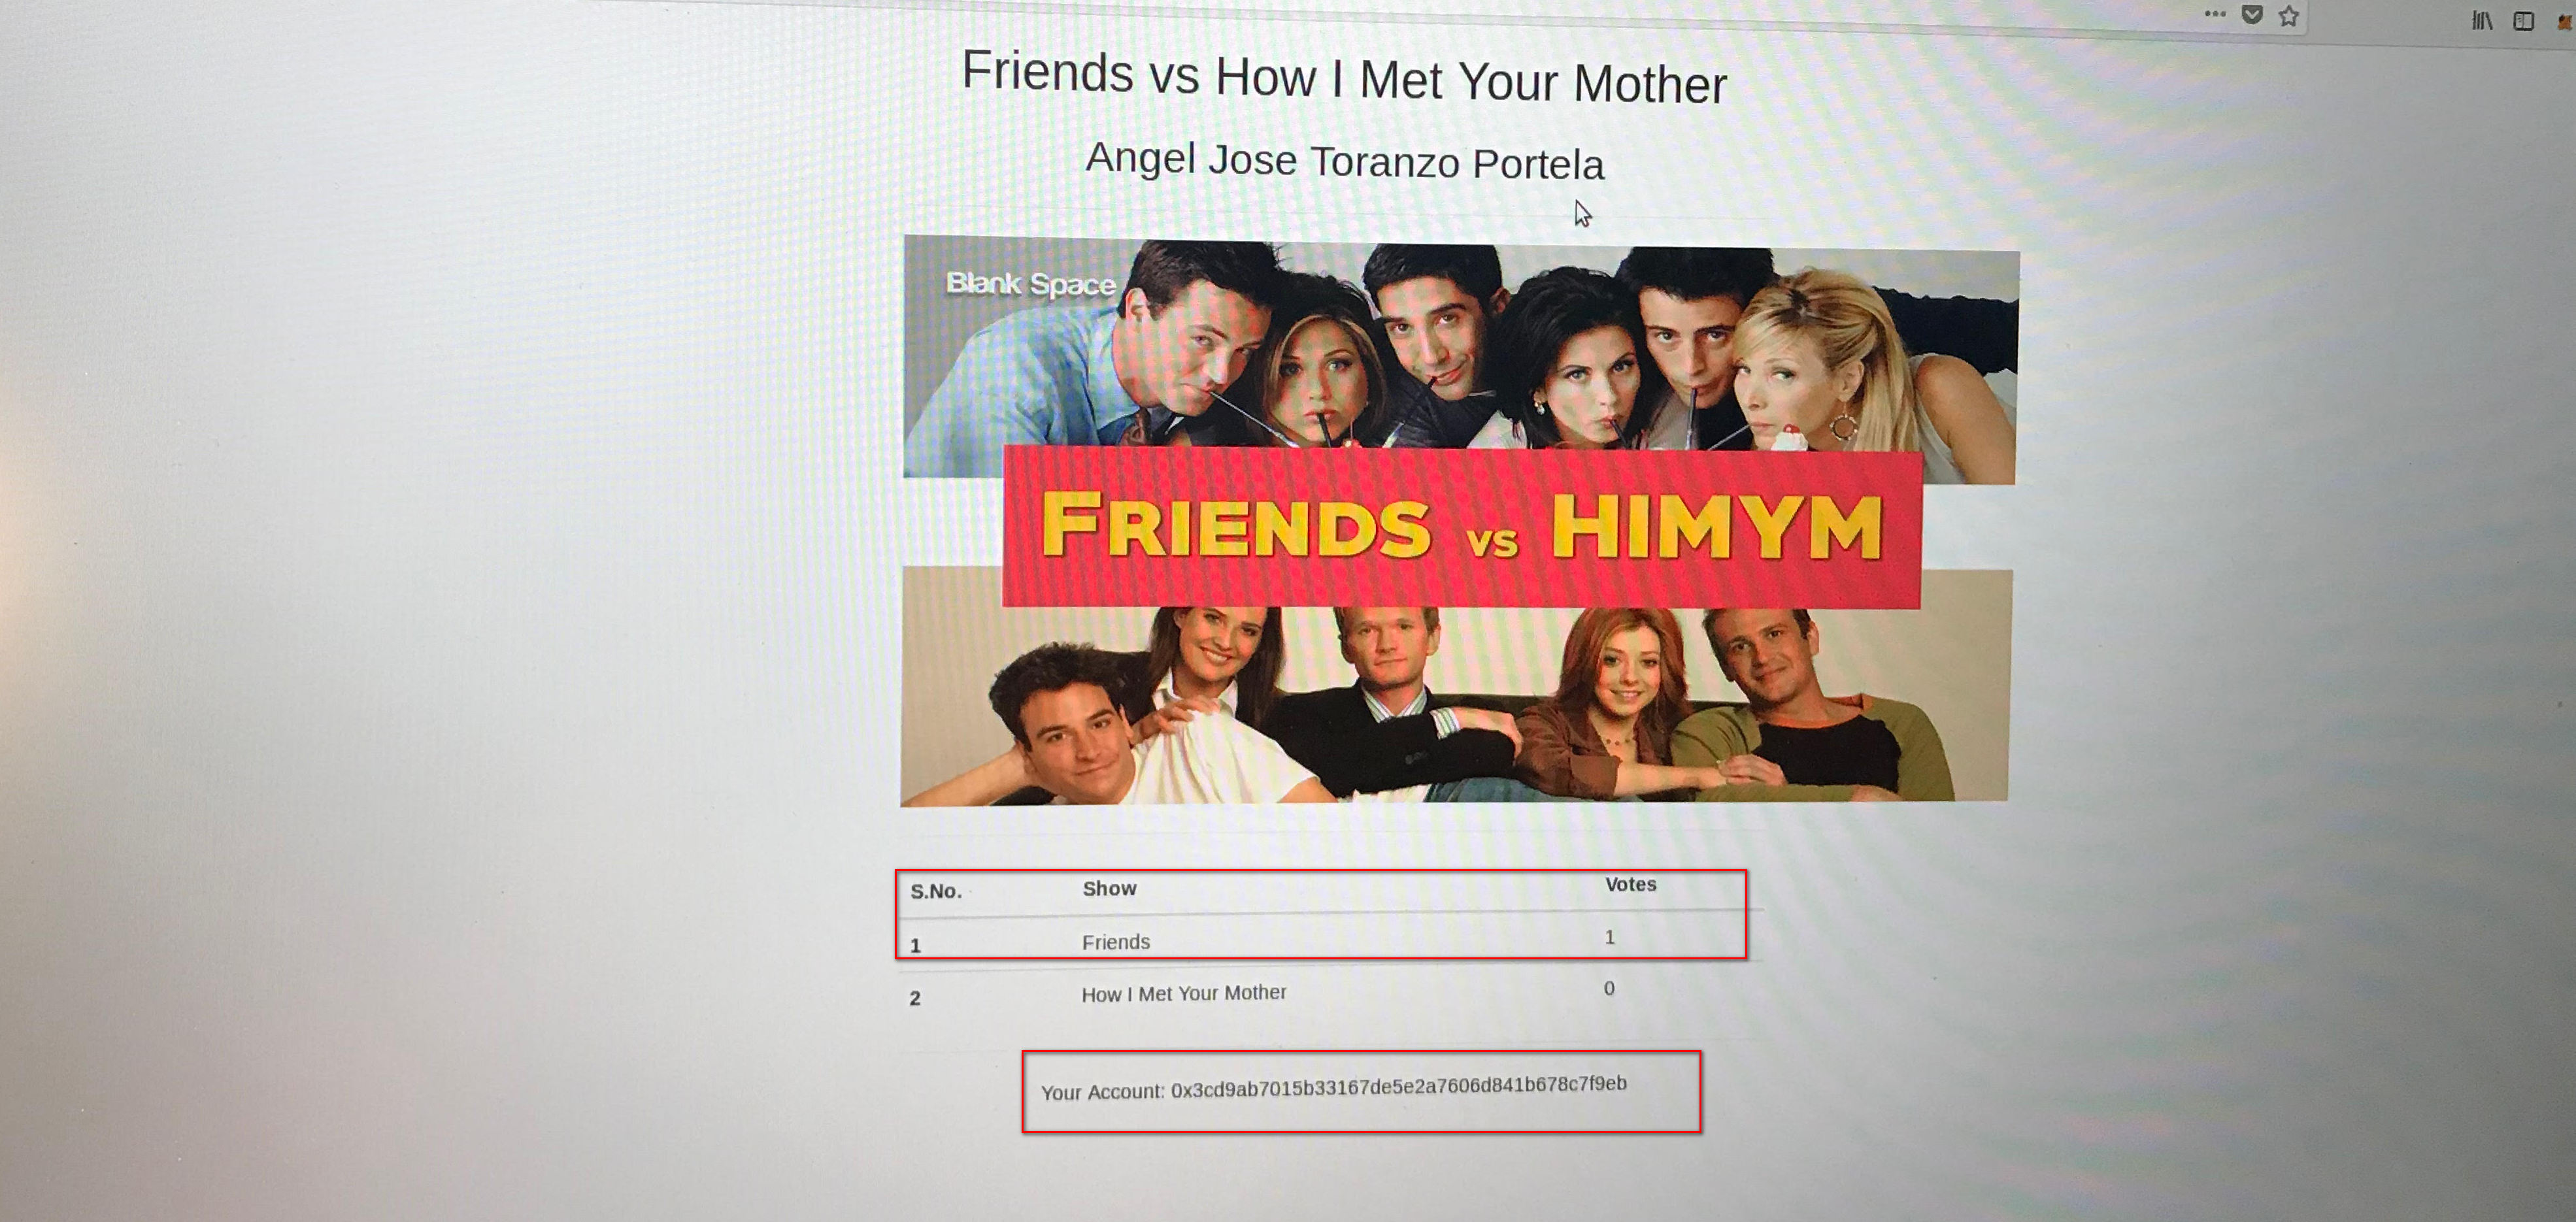 Friends vs How I Met Your Mother
Angel Jose Toranzo Portela
Blank Space
FRIENDS vs HIMYM
S.No. Show Votes
1 Friends 1
2 How I Met Your Mother 0
Your Account: 0x3cd9ab7015b33167de5e2a7606d841b678c7f9eb